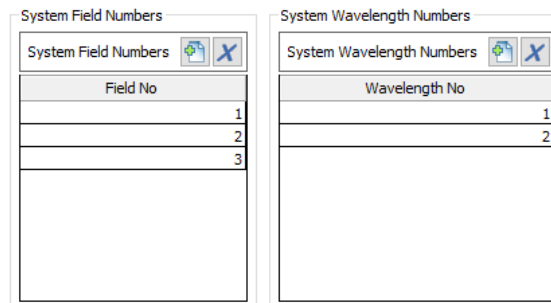 System Field Numbers
System Field Numbers
Field No
1
2
3
System Wavelength Numbers
System Wavelength Numbers
Wavelength No
1
2